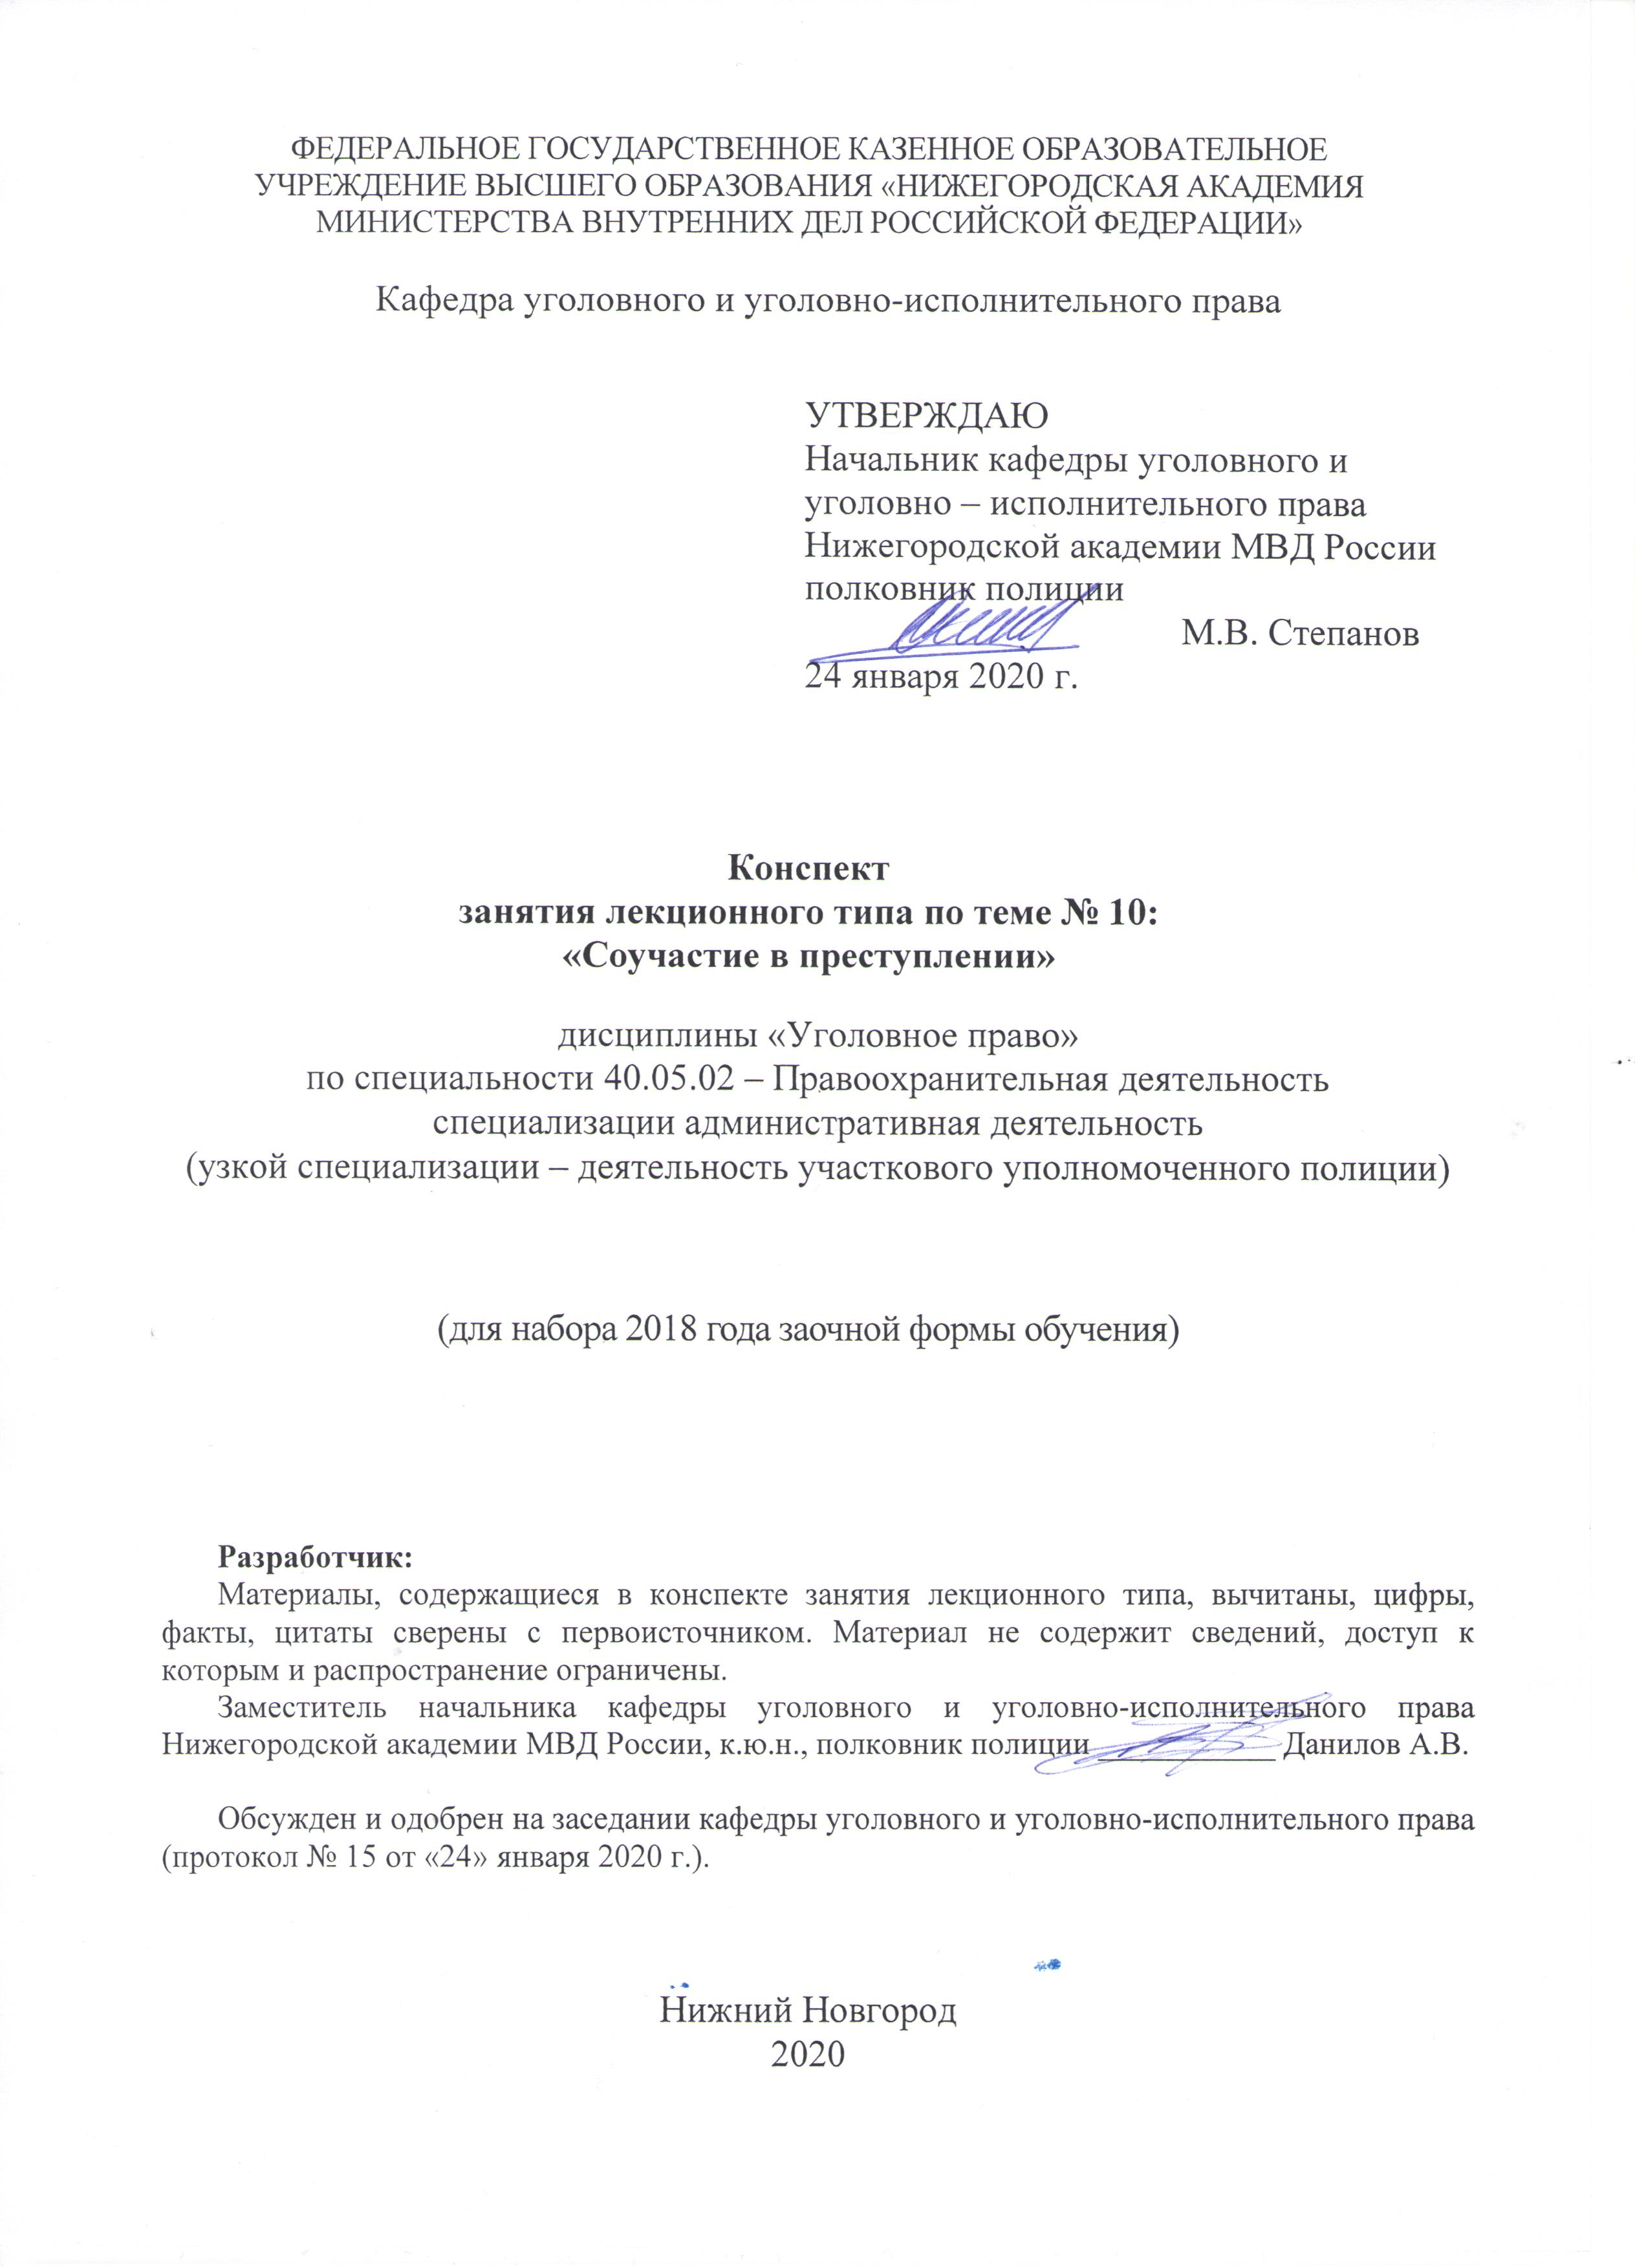 ФЕДЕРАЛЬНОЕ ГОСУДАРСТВЕННОЕ КАЗЕННОЕ ОБРАЗОВАТЕЛЬНОЕ
УЧРЕЖДЕНИЕ ВЫСШЕГО ОБРАЗОВАНИЯ «НИЖЕГОРОДСКАЯ АКАДЕМИЯ
МИНИСТЕРСТВА ВНУТРЕННИХ ДЕЛ РОССИЙСКОЙ ФЕДЕРАЦИИ»
Кафедра уголовного и уголовно-исполнительного права
УТВЕРЖДАЮ
Начальник кафедры уголовного и
уголовно – исполнительного права
Нижегородской академии МВД России
полковник полиции
М.В. Степанов
24 января 2020 г.
Конспект
занятия лекционного типа по теме № 10:
«Соучастие в преступлении»
дисциплины «Уголовное право»
по специальности 40.05.02 – Правоохранительная деятельность
специализации административная деятельность
(узкой специализации – деятельность участкового уполномоченного полиции)
(для набора 2018 года заочной формы обучения)
Разработчик:
Материалы, содержащиеся в конспекте занятия лекционного типа, вычитаны, цифры,
факты, цитаты сверены с первоисточником. Материал не содержит сведений, доступ к
которым и распространение ограничены.
Заместитель начальника кафедры уголовного и уголовно-исполнительного права
Нижегородской академии МВД России, к.ю.н., полковник полиции ___________ Данилов А.В.
Обсужден и одобрен на заседании кафедры уголовного и уголовно-исполнительного права
(протокол № 15 от «24» января 2020 г.).
Нижний Новгород
2020